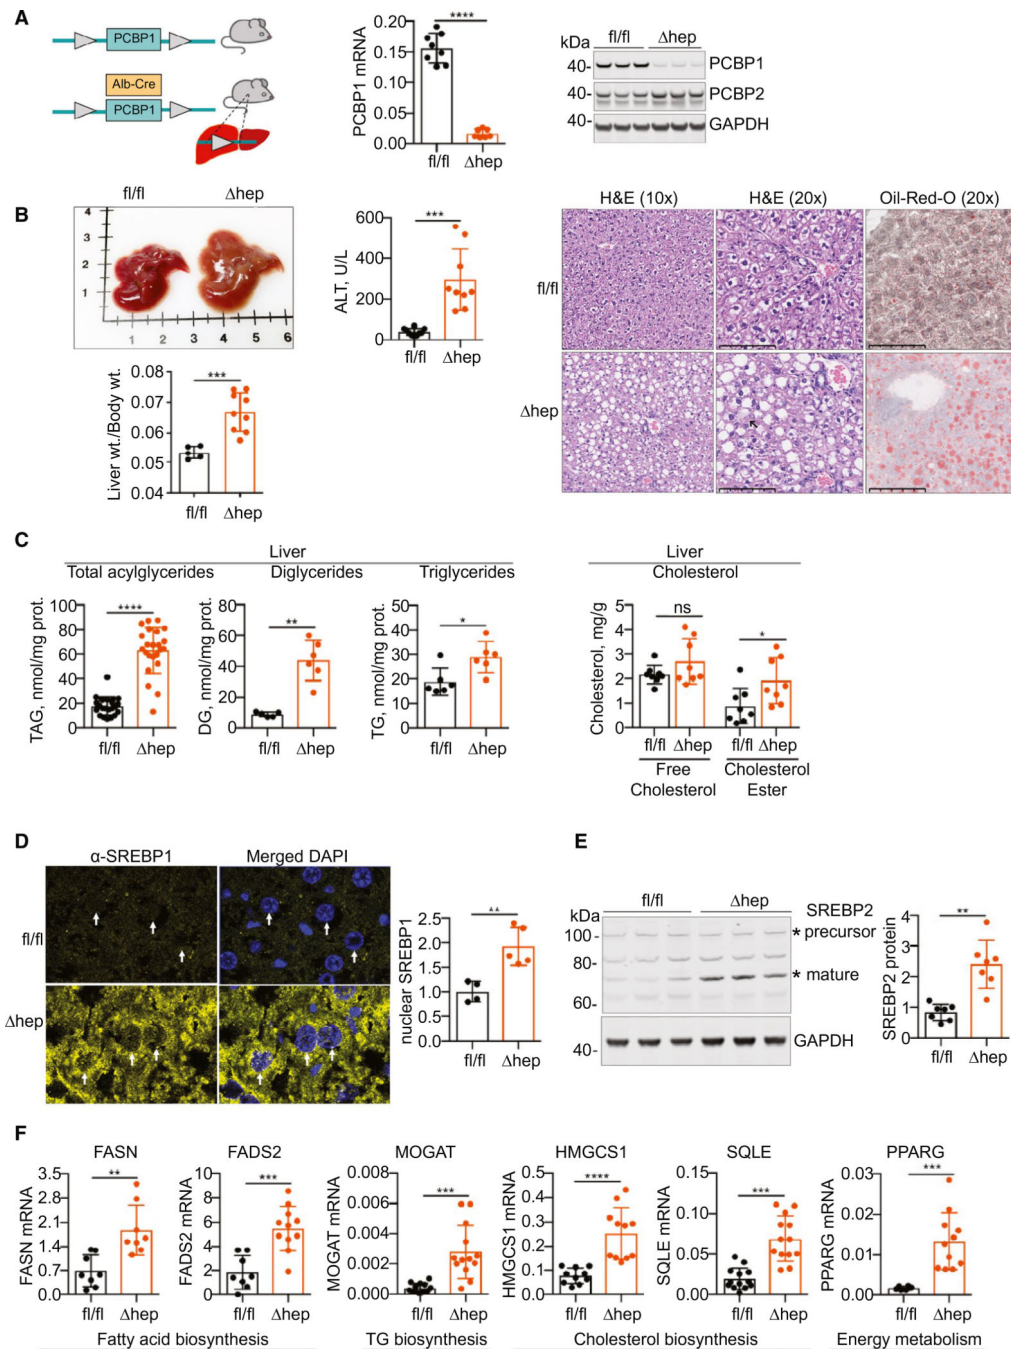 A
PCBP1
Alb-Cre
PCBP1
PCBP1 mRNA
0.20
0.15
0.10
0.05
0.00
****
fl/fl
Δhep
kDa
fl/fl
Δhep
40-
PCBP1
40-
PCBP2
40-
GAPDH
B
fl/fl
Δhep
4
3
2
1
1 2 3 4 5 6
ALT, U/L
600
400
200
0
***
fl/fl
Δhep
H&E (10x)
H&E (20x)
Oil-Red-O (20x)
fl/fl
Δhep
Liver wt./Body wt.
0.08
0.07
0.06
0.05
0.04
***
fl/fl
Δhep
C
Liver
Total acylglycerides
Diglycerides
Triglycerides
TAG, nmol/mg prot.
100
80
60
40
20
0
****
fl/fl Δhep
DG, nmol/mg prot.
80
60
40
20
0
**
fl/fl Δhep
TG, nmol/mg prot.
50
40
30
20
10
0
*
fl/fl Δhep
Liver
Cholesterol
Cholesterol, mg/g
5
4
3
2
1
0
ns
*
fl/fl Δhep
fl/fl Δhep
Free
Cholesterol
Cholesterol
Ester
D
α-SREBP1
Merged DAPI
fl/fl
Δhep
nuclear SREBP1
2.5
2.0
1.5
1.0
0.5
0.0
**
fl/fl
Δhep
E
fl/fl
Δhep
kDa
SREBP2
100-
* precursor
80-
* mature
60-
40-
GAPDH
SREBP2 protein
4
3
2
1
0
**
fl/fl
Δhep
F
FASN
FASN mRNA
3.5
2.8
2.1
1.4
0.7
0.0
**
fl/fl Δhep
FADS2
FADS2 mRNA
10
8
6
4
2
0
***
fl/fl Δhep
MOGAT
MOGAT mRNA
0.008
0.006
0.004
0.002
0.000
***
fl/fl Δhep
HMGCS1
HMGCS1 mRNA
0.5
0.4
0.3
0.2
0.1
0.0
****
fl/fl Δhep
SQLE
SQLE mRNA
0.15
0.10
0.05
0.00
***
fl/fl Δhep
PPARG
PPARG mRNA
0.03
0.02
0.01
0.00
***
fl/fl Δhep
Fatty acid biosynthesis
TG biosynthesis
Cholesterol biosynthesis
Energy metabolism